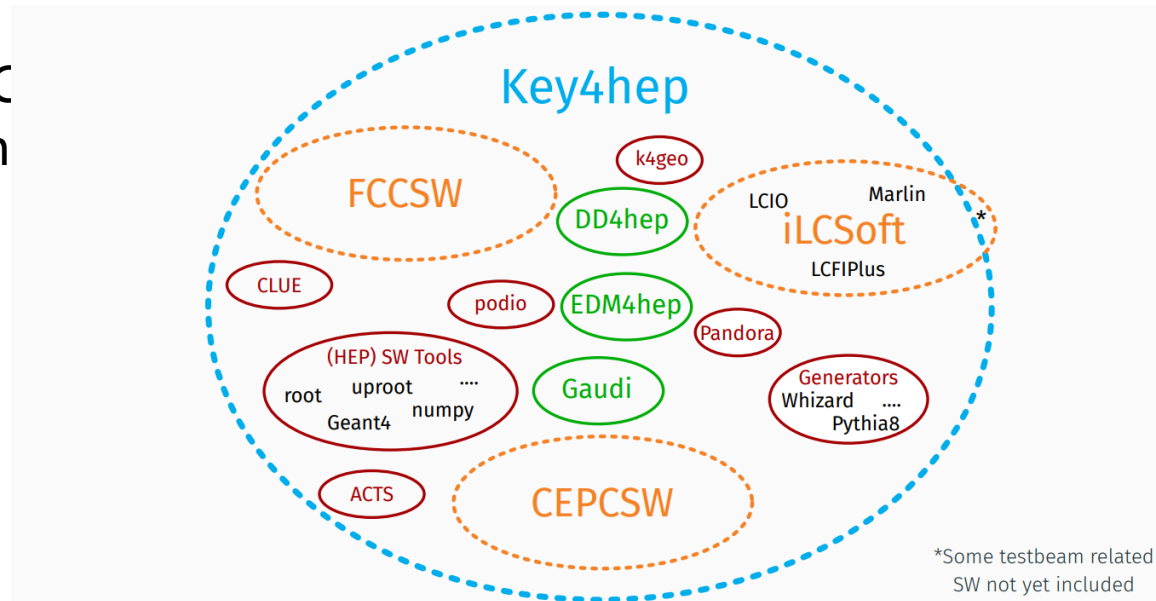 Key4hep
k4geo
FCCSW
DD4hep
LCIO
Marlin
iLCSoft
*
LCFIPlus
CLUE
podio
EDM4hep
Pandora
(HEP) SW Tools
root
uproot
....
Geant4
numpy
Gaudi
Generators
Whizard
....
Pythia8
ACTS
CEPCSW
*Some testbeam related
SW not yet included